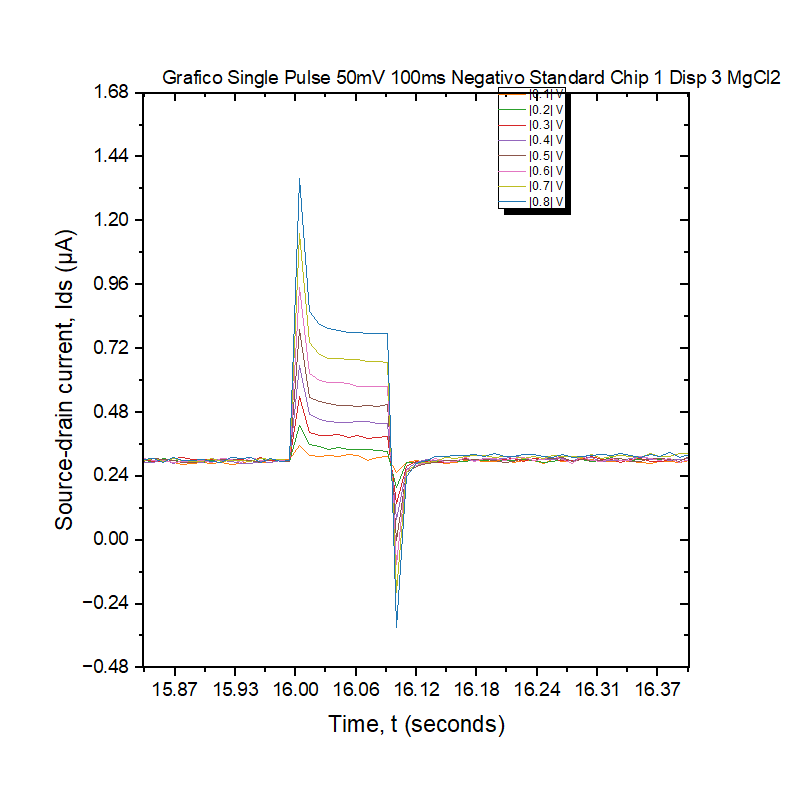 Grafico Single Pulse 50mV 100ms Negativo Standard Chip 1 Disp 3 MgCl2
|0.1| V
|0.2| V
|0.3| V
|0.4| V
|0.5| V
|0.6| V
|0.7| V
|0.8| V
1.68
1.44
1.20
0.96
0.72
0.48
0.24
0.00
−0.24
−0.48
Source-drain current, Ids (μA)
15.87 15.93 16.00 16.06 16.12 16.18 16.24 16.31 16.37
Time, t (seconds)